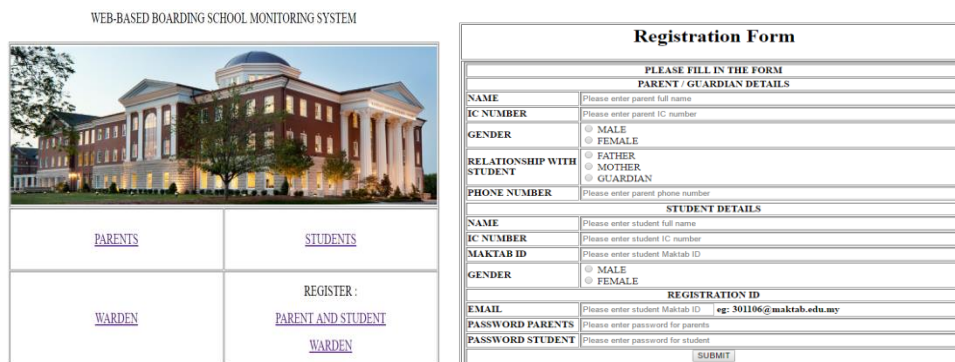 WEB-BASED BOARDING SCHOOL MONITORING SYSTEM
PARENTS
STUDENTS
WARDEN
REGISTER :
PARENT AND STUDENT
WARDEN
Registration Form
PLEASE FILL IN THE FORM
PARENT / GUARDIAN DETAILS
NAME Please enter parent full name
IC NUMBER Please enter parent IC number
GENDER
MALE
FEMALE
RELATIONSHIP WITH
STUDENT
FATHER
MOTHER
GUARDIAN
PHONE NUMBER Please enter parent phone number
STUDENT DETAILS
NAME Please enter student full name
IC NUMBER Please enter student IC number
MAKTAB ID Please enter student Maktab ID
GENDER
MALE
FEMALE
REGISTRATION ID
EMAIL Please enter student Maktab ID eg: 301106@maktab.edu.my
PASSWORD PARENTS Please enter password for parents
PASSWORD STUDENT Please enter password for student
SUBMIT